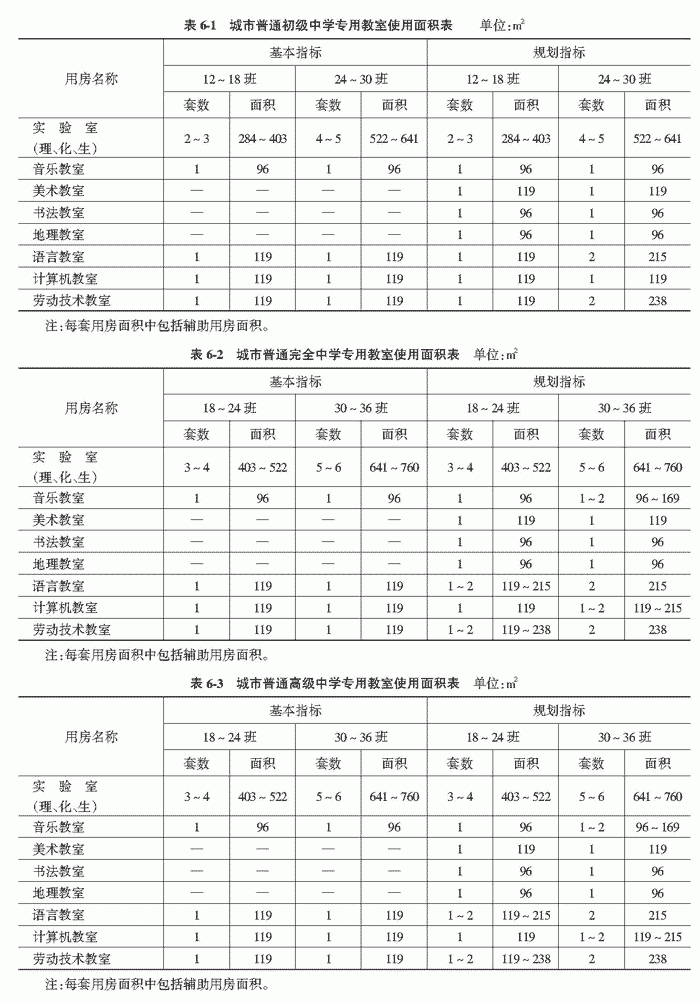 表 6-1 城市普通初级中学专用教室使用面积表 单位:m²
用房名称 基本指标 规划指标
12~18 班 24~30 班 12~18 班 24~30 班
套数 面积 套数 面积 套数 面积 套数 面积
实 验 室
(理、化、生) 2~3 284~403 4~5 522~641 2~3 284~403 4~5 522~641
音乐教室 1 96 1 96 1 96 1 96
美术教室 — — — — 1 119 1 119
书法教室 — — — — 1 96 1 96
地理教室 — — — — 1 96 1 96
语言教室 1 119 1 119 1 119 2 215
计算机教室 1 119 1 119 1 119 1 119
劳动技术教室 1 119 1 119 1 119 2 238
注:每套用房面积中包括辅助用房面积。
表 6-2 城市普通完全中学专用教室使用面积表 单位:m²
用房名称 基本指标 规划指标
18~24 班 30~36 班 18~24 班 30~36 班
套数 面积 套数 面积 套数 面积 套数 面积
实 验 室
(理、化、生) 3~4 403~522 5~6 641~760 3~4 403~522 5~6 641~760
音乐教室 1 96 1 96 1 96 1~2 96~169
美术教室 — — — — 1 119 1 119
书法教室 — — — — 1 96 1 96
地理教室 — — — — 1 96 1 96
语言教室 1 119 1 119 1~2 119~215 2 215
计算机教室 1 119 1 119 1 119 1~2 119~215
劳动技术教室 1 119 1 119 1~2 119~238 2 238
注:每套用房面积中包括辅助用房面积。
表 6-3 城市普通高级中学专用教室使用面积表 单位:m²
用房名称 基本指标 规划指标
18~24 班 30~36 班 18~24 班 30~36 班
套数 面积 套数 面积 套数 面积 套数 面积
实 验 室
(理、化、生) 3~4 403~522 5~6 641~760 3~4 403~522 5~6 641~760
音乐教室 1 96 1 96 1 96 1~2 96~169
美术教室 — — — — 1 119 1 119
书法教室 — — — — 1 96 1 96
地理教室 — — — — 1 96 1 96
语言教室 1 119 1 119 1~2 119~215 2 215
计算机教室 1 119 1 119 1 119 1~2 119~215
劳动技术教室 1 119 1 119 1~2 119~238 2 238
注:每套用房面积中包括辅助用房面积。